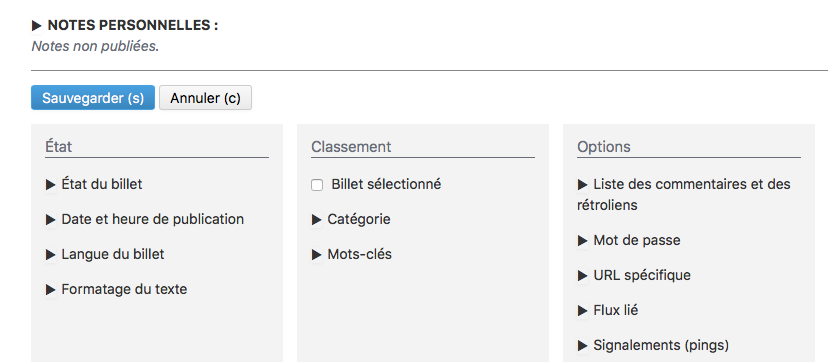 ▶ NOTES PERSONNELLES :
Notes non publiées.
Sauvegarder (s) Annuler (c)
État
▶ État du billet
▶ Date et heure de publication
▶ Langue du billet
▶ Formatage du texte
Classement
Billet sélectionné
▶ Catégorie
▶ Mots-clés
Options
▶ Liste des commentaires et des
rétroliens
▶ Mot de passe
▶ URL spécifique
▶ Flux lié
▶ Signalements (pings)